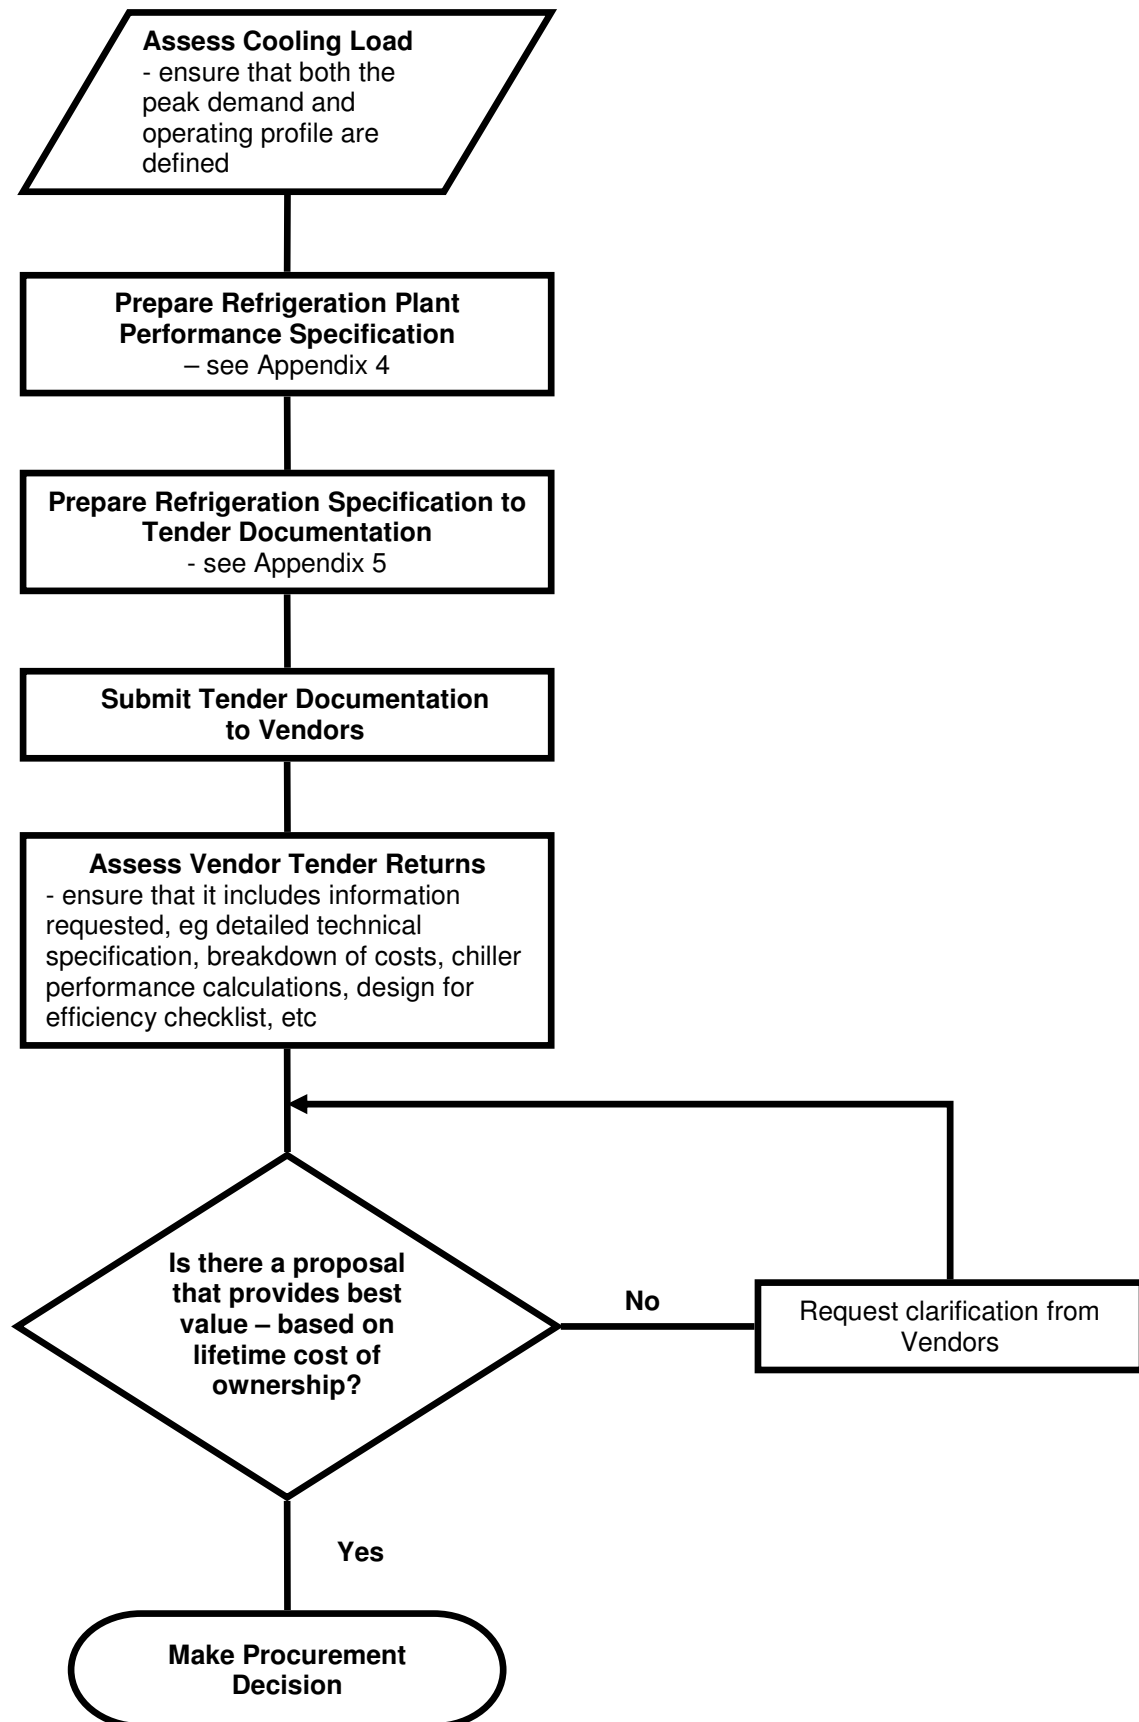 Assess Cooling Load
- ensure that both the
peak demand and
operating profile are
defined
Prepare Refrigeration Plant
Performance Specification
– see Appendix 4
Prepare Refrigeration Specification to
Tender Documentation
- see Appendix 5
Submit Tender Documentation
to Vendors
Assess Vendor Tender Returns
- ensure that it includes information
requested, eg detailed technical
specification, breakdown of costs, chiller
performance calculations, design for
efficiency checklist, etc
Is there a proposal
that provides best
value – based on
lifetime cost of
ownership?
No
Request clarification from
Vendors
Yes
Make Procurement
Decision